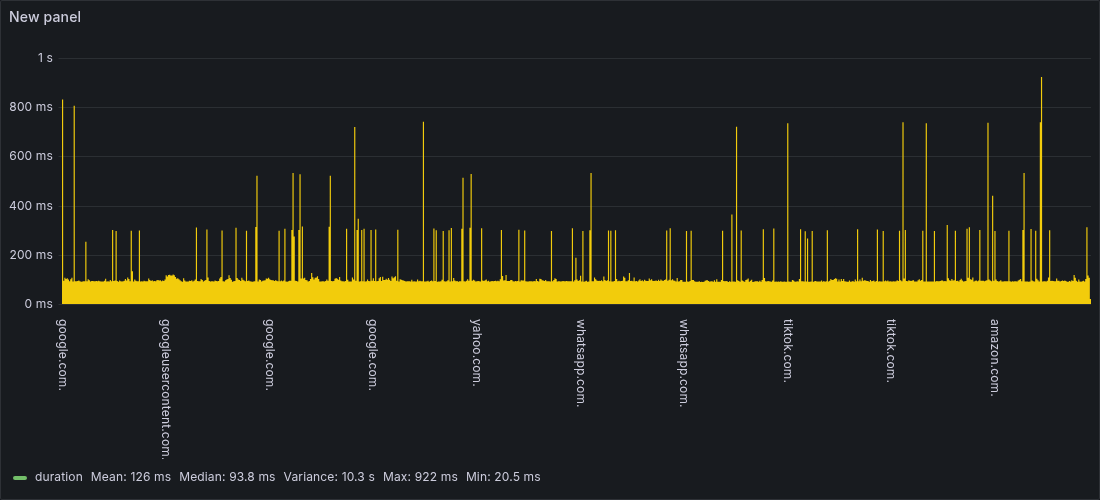 New panel
1 s
800 ms
600 ms
400 ms
200 ms
0 ms
google.com.
googleusercontent.com.
google.com.
google.com.
yahoo.com.
whatsapp.com.
whatsapp.com.
tiktok.com.
tiktok.com.
amazon.com.
duration Mean: 126 ms Median: 93.8 ms Variance: 10.3 s Max: 922 ms Min: 20.5 ms